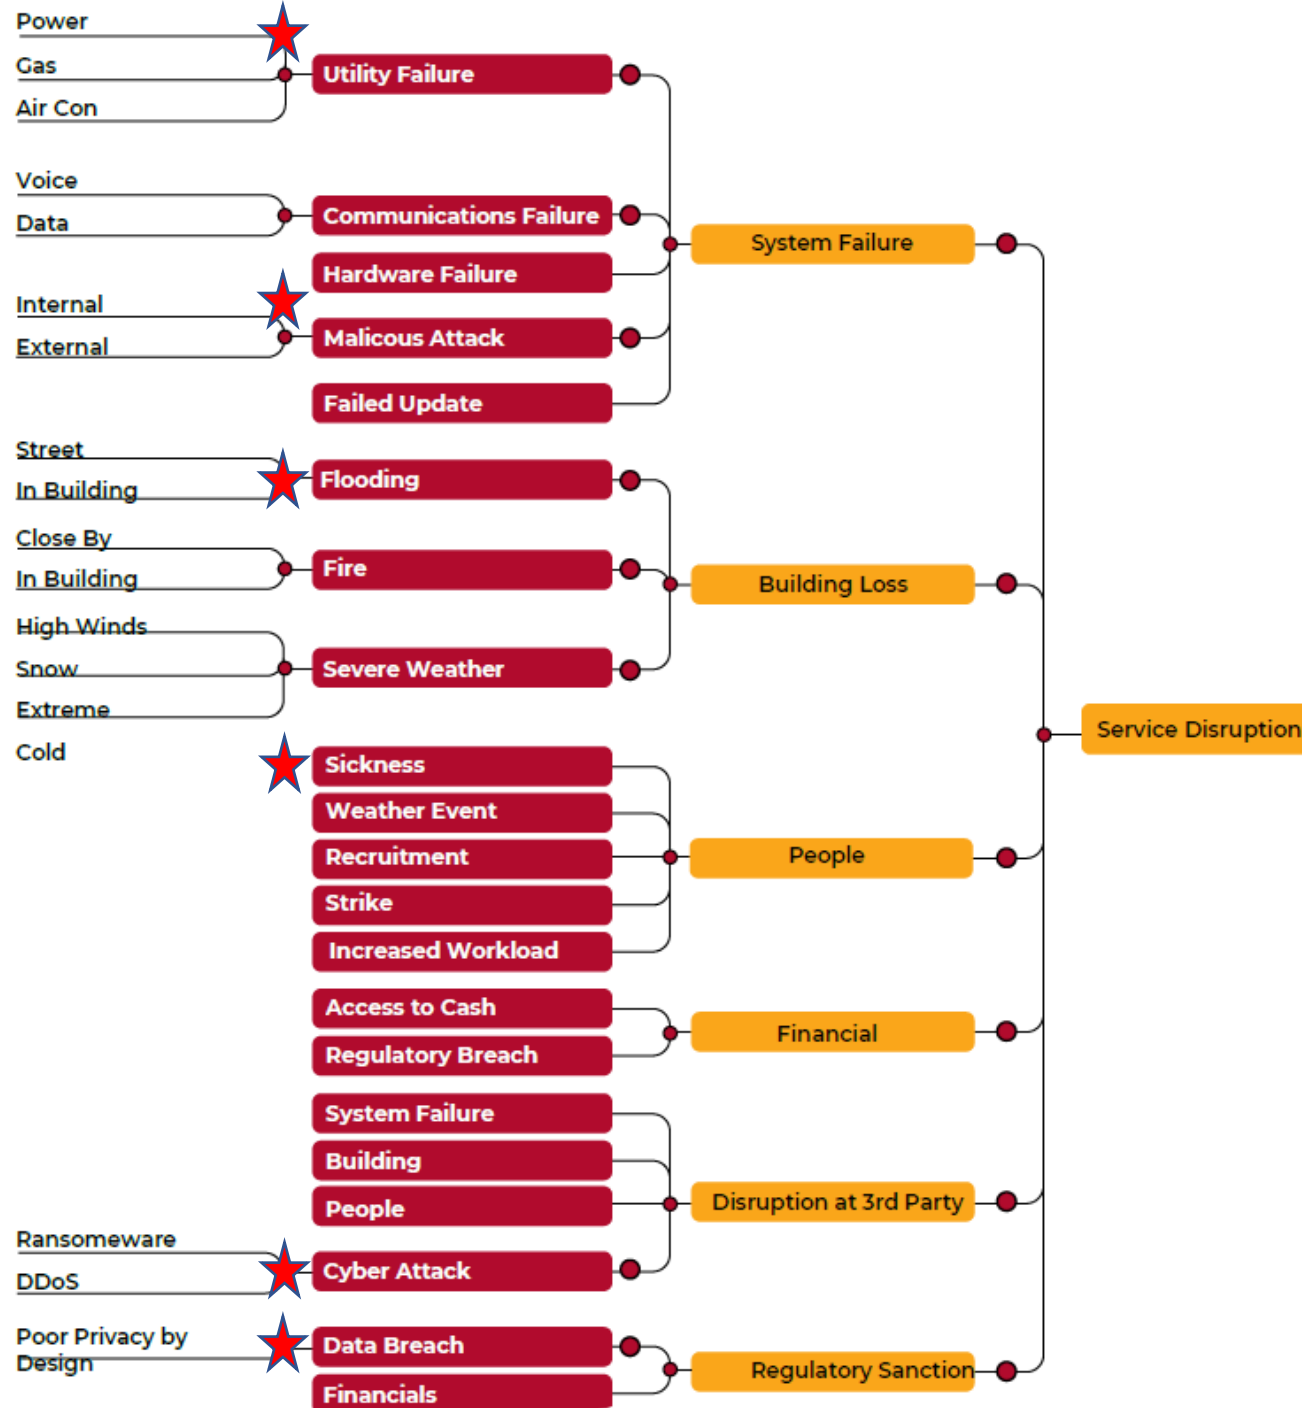 Power
Gas
Air Con
Utility Failure
Voice
Data
Communications Failure
Hardware Failure
System Failure
Internal
External
Malicous Attack
Failed Update
Street
In Building
Flooding
Close By
In Building
Fire
Building Loss
High Winds
Snow
Extreme
Cold
Severe Weather
Service Disruption
Sickness
Weather Event
Recruitment
Strike
Increased Workload
People
Access to Cash
Regulatory Breach
Financial
System Failure
Building
People
Disruption at 3rd Party
Ransomeware
DDoS
Cyber Attack
Poor Privacy by
Design
Data Breach
Financials
Regulatory Sanction